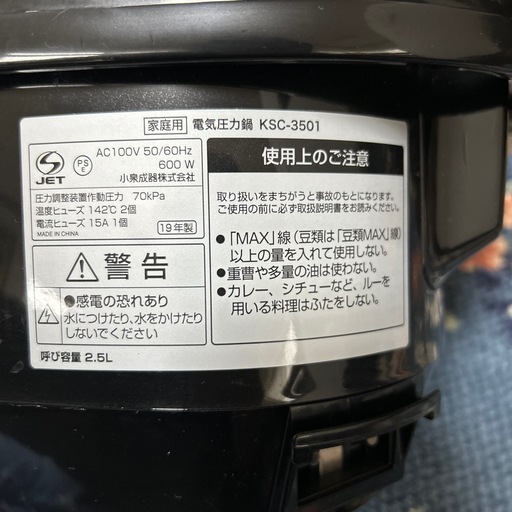 家庭用 電気圧力鍋 KSC-3501
S JET
PSE
AC100V 50/60Hz
600 W
小泉成器株式会社
圧力調整装置作動圧力 70kPa
温度ヒューズ 142℃ 2個
電流ヒューズ 15A 1個
MADE IN CHINA
19年製
警告
●感電の恐れあり
水につけたり、水をかけたり
しないでください
呼び容量 2.5L
使用上のご注意
取り扱いをまちがうと事故のもとになります。
ご使用の前に必ず取扱説明書をお読みください。
●「MAX」線(豆類は「豆類MAX」線)
以上の量を入れて使用しない。
●重曹や多量の油は使わない。
●カレー、シチューなど、ルーを
用いる料理はふたをしない。